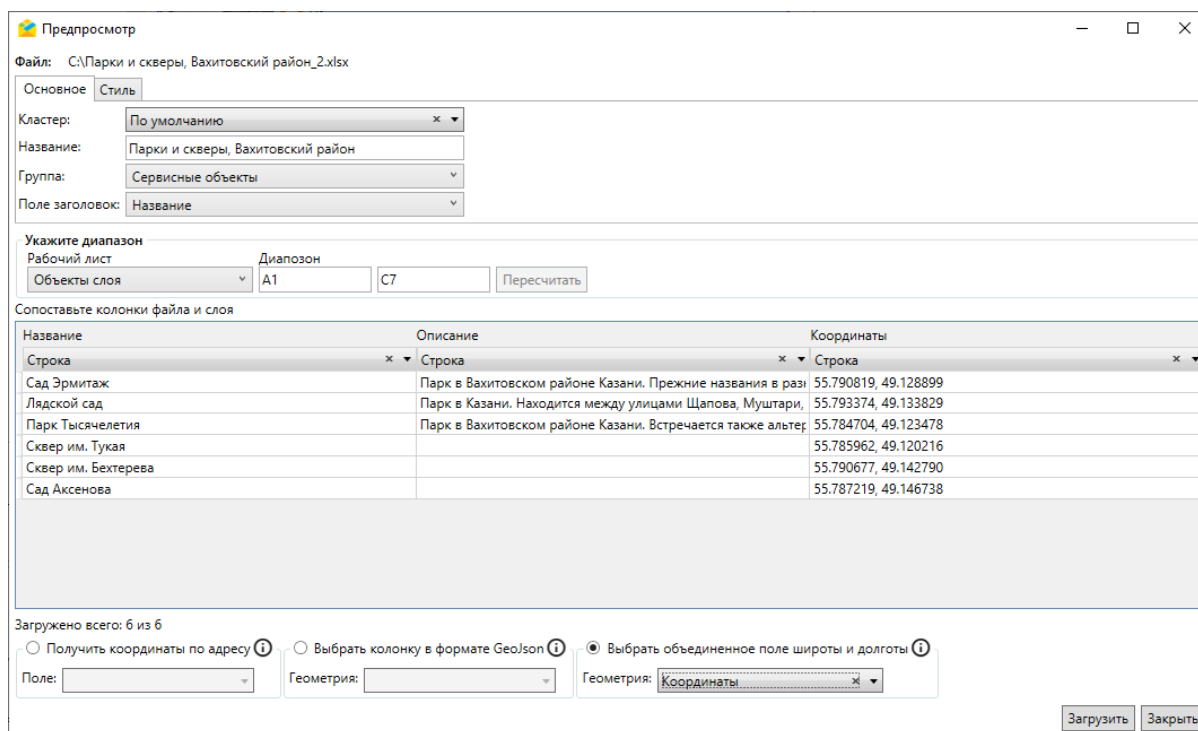 Предпросмотр
Файл: C:\Парки и скверы, Вахитовский район_2.xlsx
Основное Стиль
Кластер: По умолчанию
Название: Парки и скверы, Вахитовский район
Группа: Сервисные объекты
Поле заголовок: Название
Укажите диапазон
Рабочий лист Диапозон
Объекты слоя A1 C7 Пересчитать
Сопоставьте колонки файла и слоя
Название Описание Координаты
Строка Строка Строка
Сад Эрмитаж Парк в Вахитовском районе Казани. Прежние названия в раз 55.790819, 49.128899
Лядской сад Парк в Казани. Находится между улицами Щапова, Муштари, 55.793374, 49.133829
Парк Тысячелетия Парк в Вахитовском районе Казани. Встречается также альтер 55.784704, 49.123478
Сквер им. Тукая 55.785962, 49.120216
Сквер им. Бехтерева 55.790677, 49.142790
Сад Аксенова 55.787219, 49.146738
Загружено всего: 6 из 6
Получить координаты по адресу Выбрать колонку в формате GeoJson Выбрать объединенное поле широты и долготы
Поле: Геометрия: Геометрия: Координаты
Загрузить Закрыть